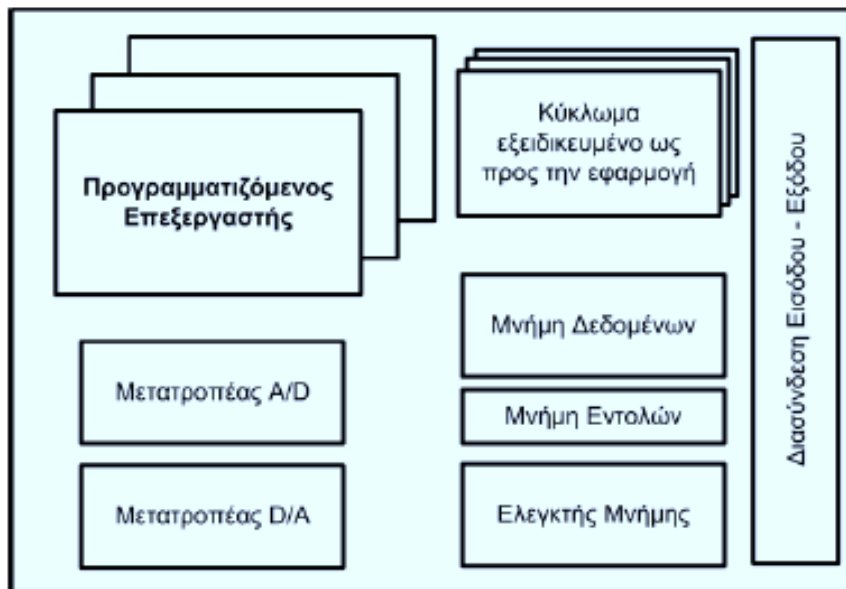 Προγραμματιζόμενος
Επεξεργαστής
Κύκλωμα
εξειδικευμένο ως
προς την εφαρμογή
Μετατροπέας A/D
Μετατροπέας D/A
Μνήμη Δεδομένων
Μνήμη Εντολών
Ελεγκτής Μνήμης
Διασύνδεση Εισόδου - Εξόδου